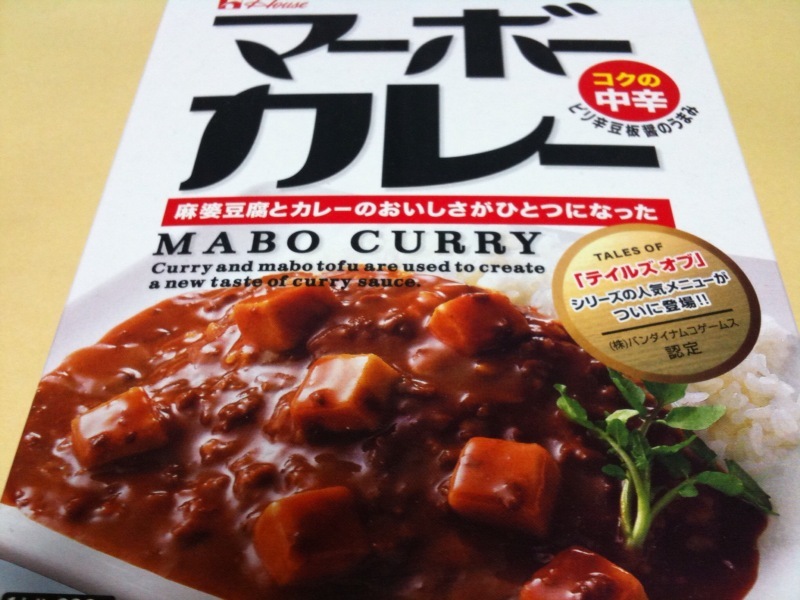 House
マーボー
カレー
コクの
中辛
ピリ辛豆板醤のうまみ
麻婆豆腐とカレーのおいしさがひとつになった
MABO CURRY
Curry and mabo tofu are used to create
a new taste of curry sauce.
TALES OF
「テイルズ オブ」
シリーズの人気メニューが
ついに登場!!
(株)バンダイナムコゲームス
認定